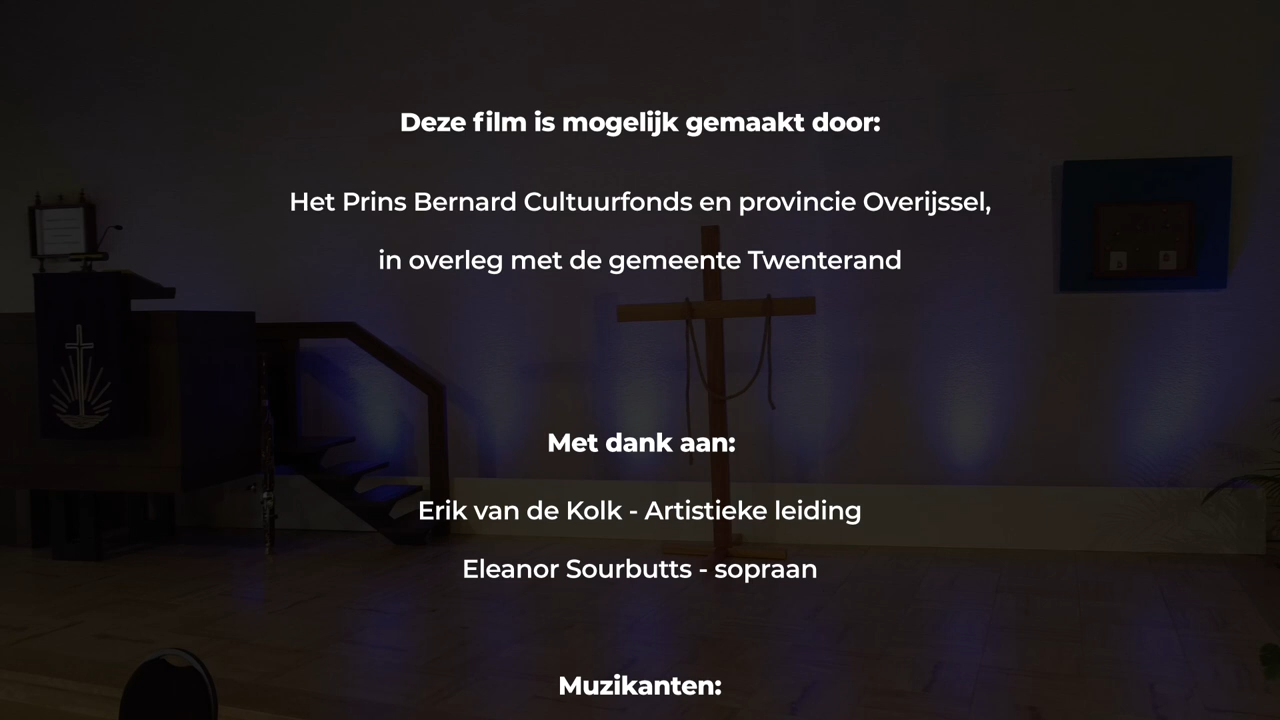 Deze film is mogelijk gemaakt door:
Het Prins Bernard Cultuurfonds en provincie Overijssel,
in overleg met de gemeente Twenterand
Met dank aan:
Erik van de Kolk - Artistieke leiding
Eleanor Sourbutts - sopraan
Muzikanten: